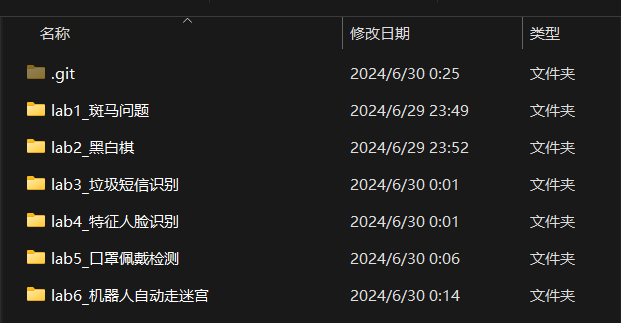 名称 修改日期 类型
.git 2024/6/30 0:25 文件夹
lab1_斑马问题 2024/6/29 23:49 文件夹
lab2_黑白棋 2024/6/29 23:52 文件夹
lab3_垃圾短信识别 2024/6/30 0:01 文件夹
lab4_特征人脸识别 2024/6/30 0:01 文件夹
lab5_口罩佩戴检测 2024/6/30 0:06 文件夹
lab6_机器人自动走迷宫 2024/6/30 0:14 文件夹